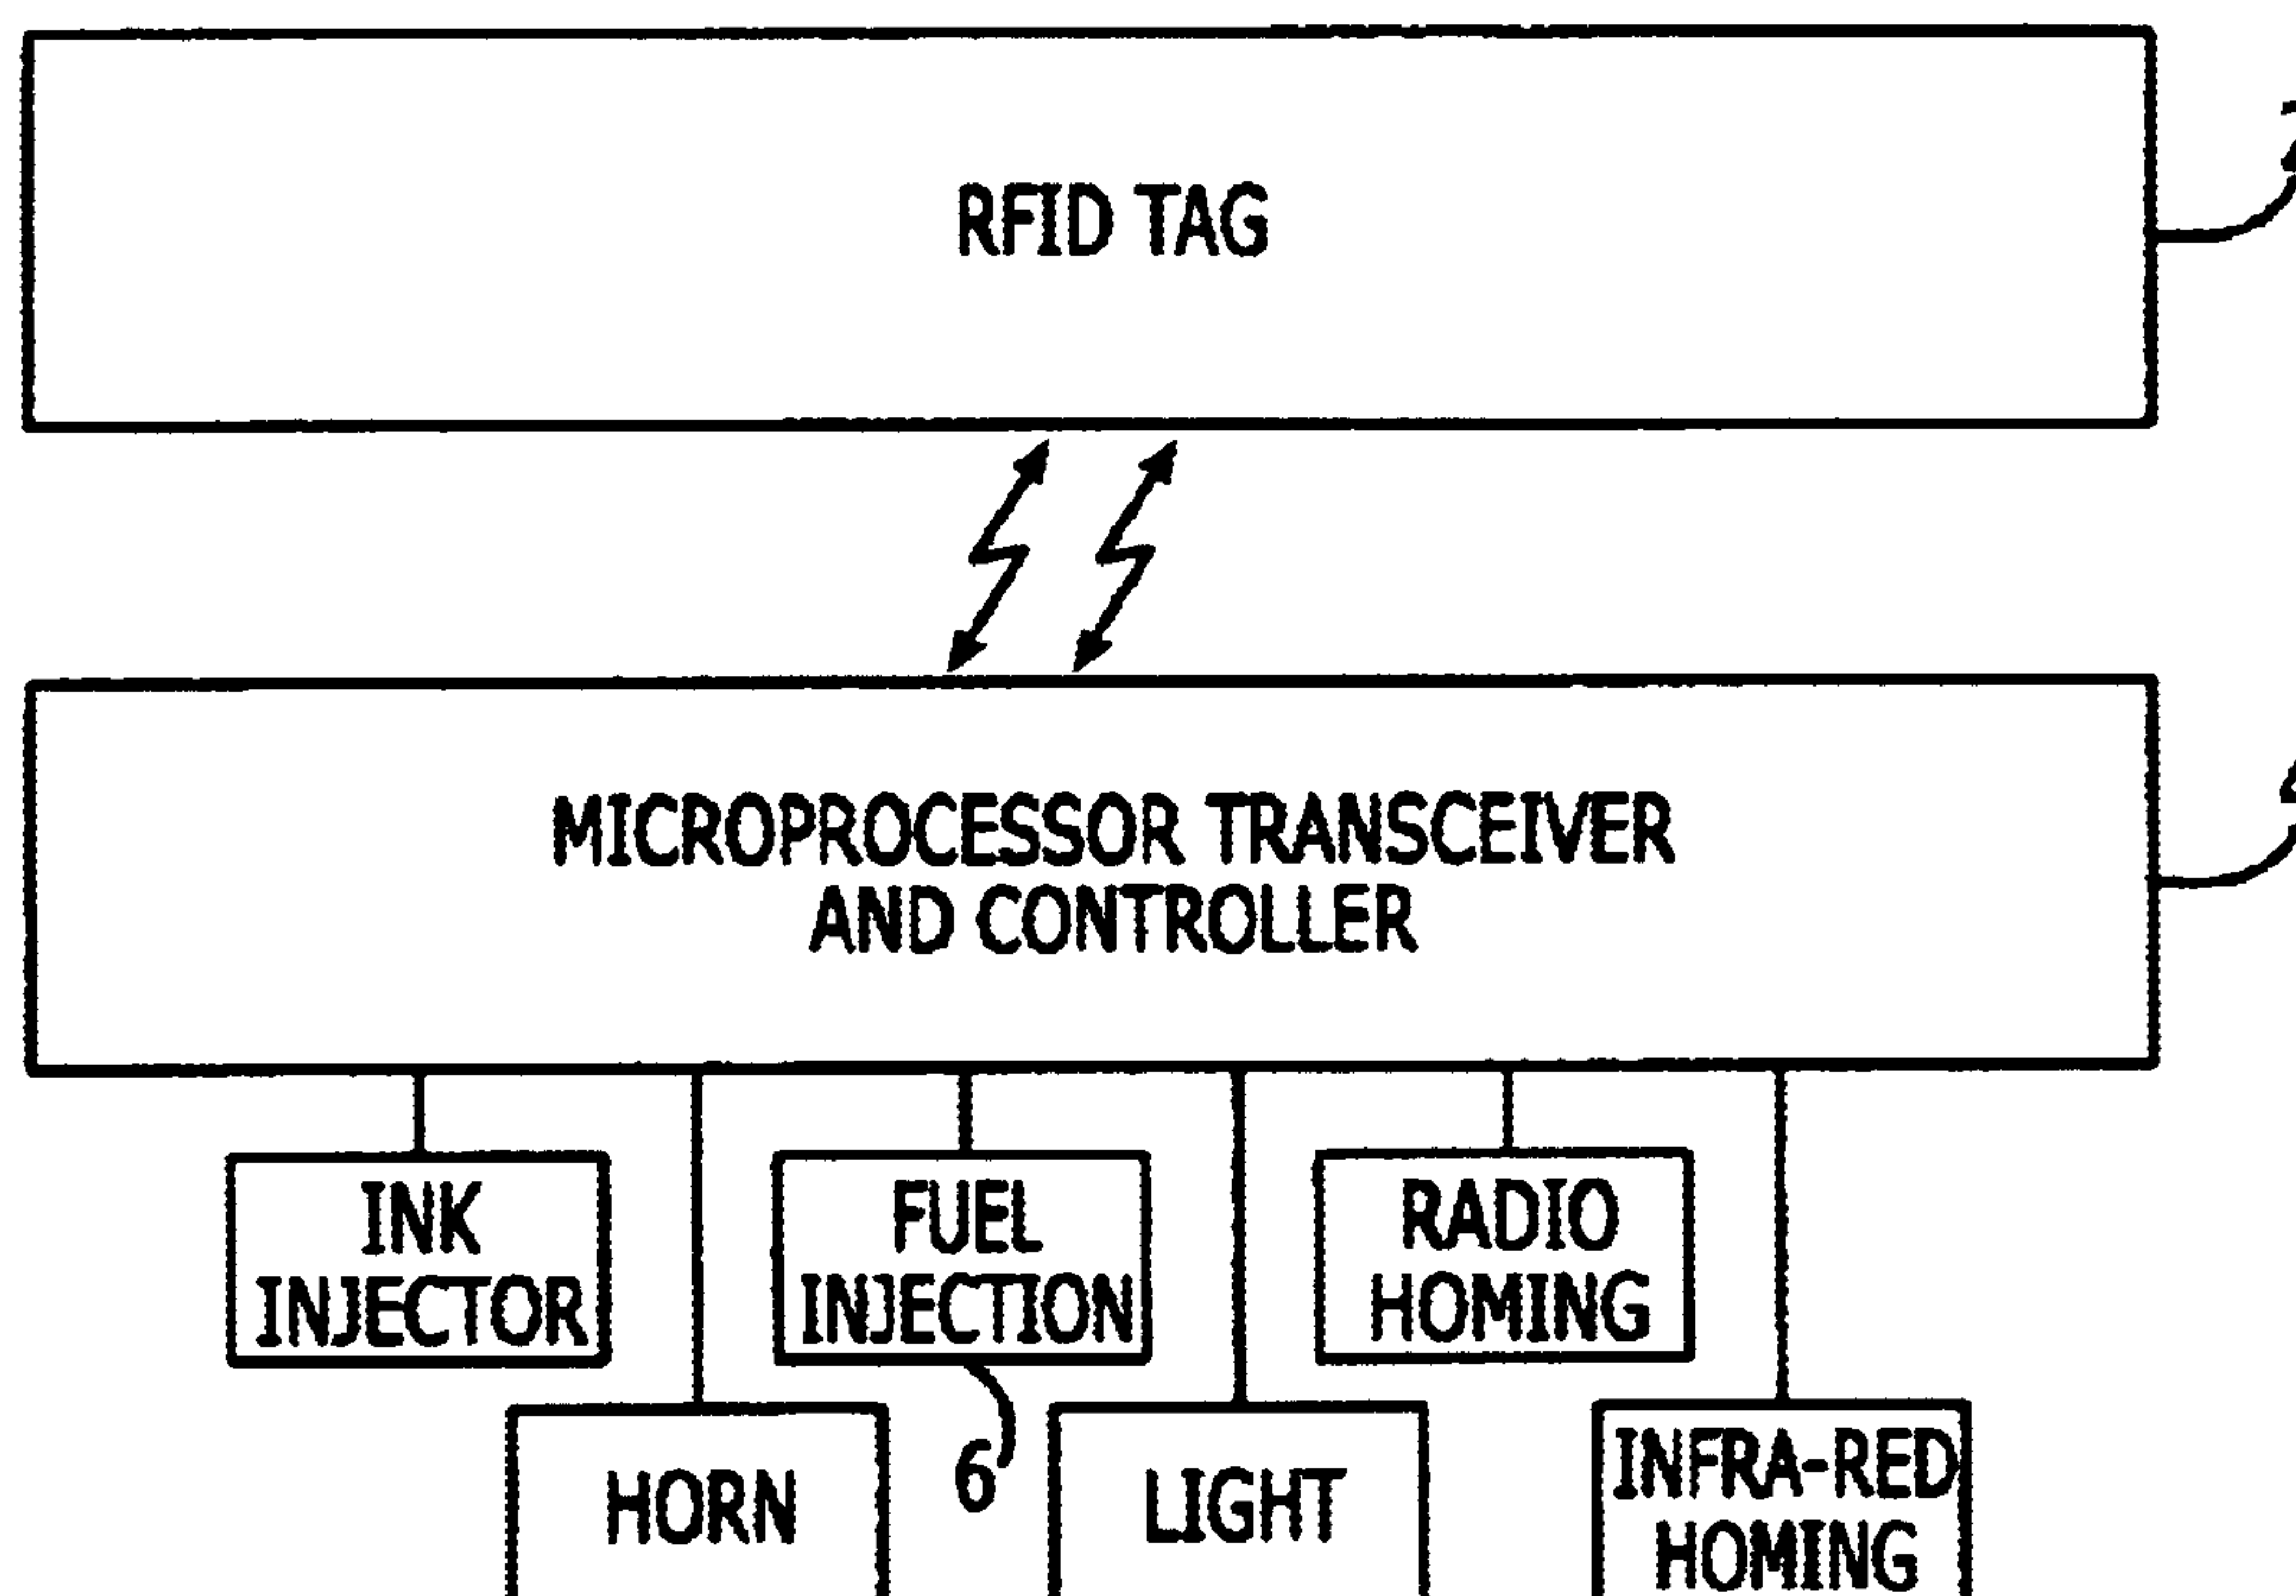 RFID TAG
MICROPROCESSOR TRANSCEIVER
AND CONTROLLER
INK
INJECTOR
FUEL
INJECTION
RADIO
HOMING
6
HORN
LIGHT
INFRA-RED
HOMING